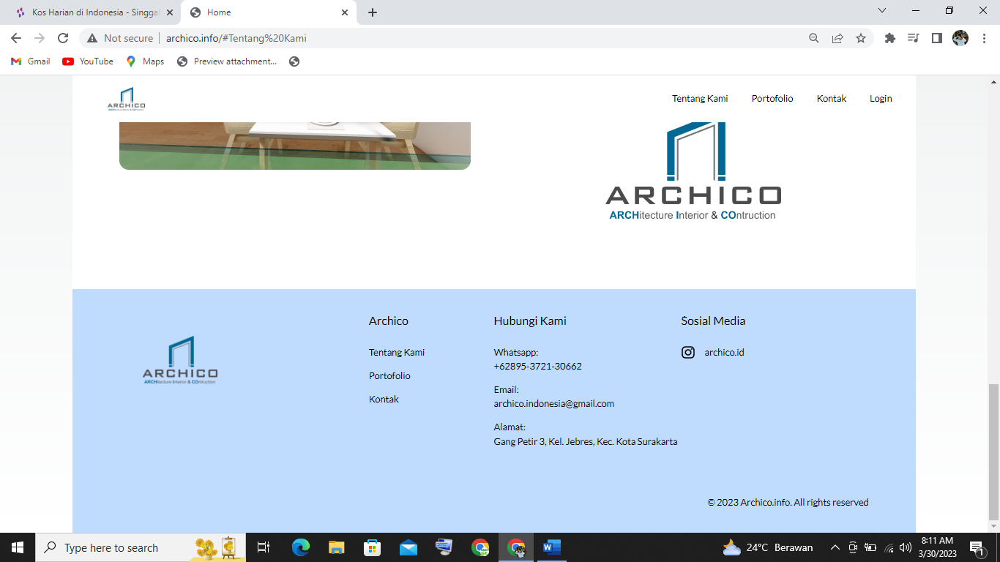 Kos Harian di Indonesia - Singga
Home
Not secure
archico.info/#Tentang%20Kami
Gmail
YouTube
Maps
Preview attachment...
ARCHICO
ARCHitecture Interior & COntruction
Tentang Kami
Portofolio
Kontak
Login
ARCHICO
ARCHitecture Interior & COntruction
ARCHICO
ARCHitecture Interior & COntruction
Archico
Tentang Kami
Portofolio
Kontak
Hubungi Kami
Whatsapp:
+62895-3721-30662
Email:
archico.indonesia@gmail.com
Alamat:
Gang Petir 3, Kel. Jebres, Kec. Kota Surakarta
Sosial Media
archico.id
© 2023 Archico.info. All rights reserved
Type here to search
24°C Berawan
8:11 AM
3/30/2023
1